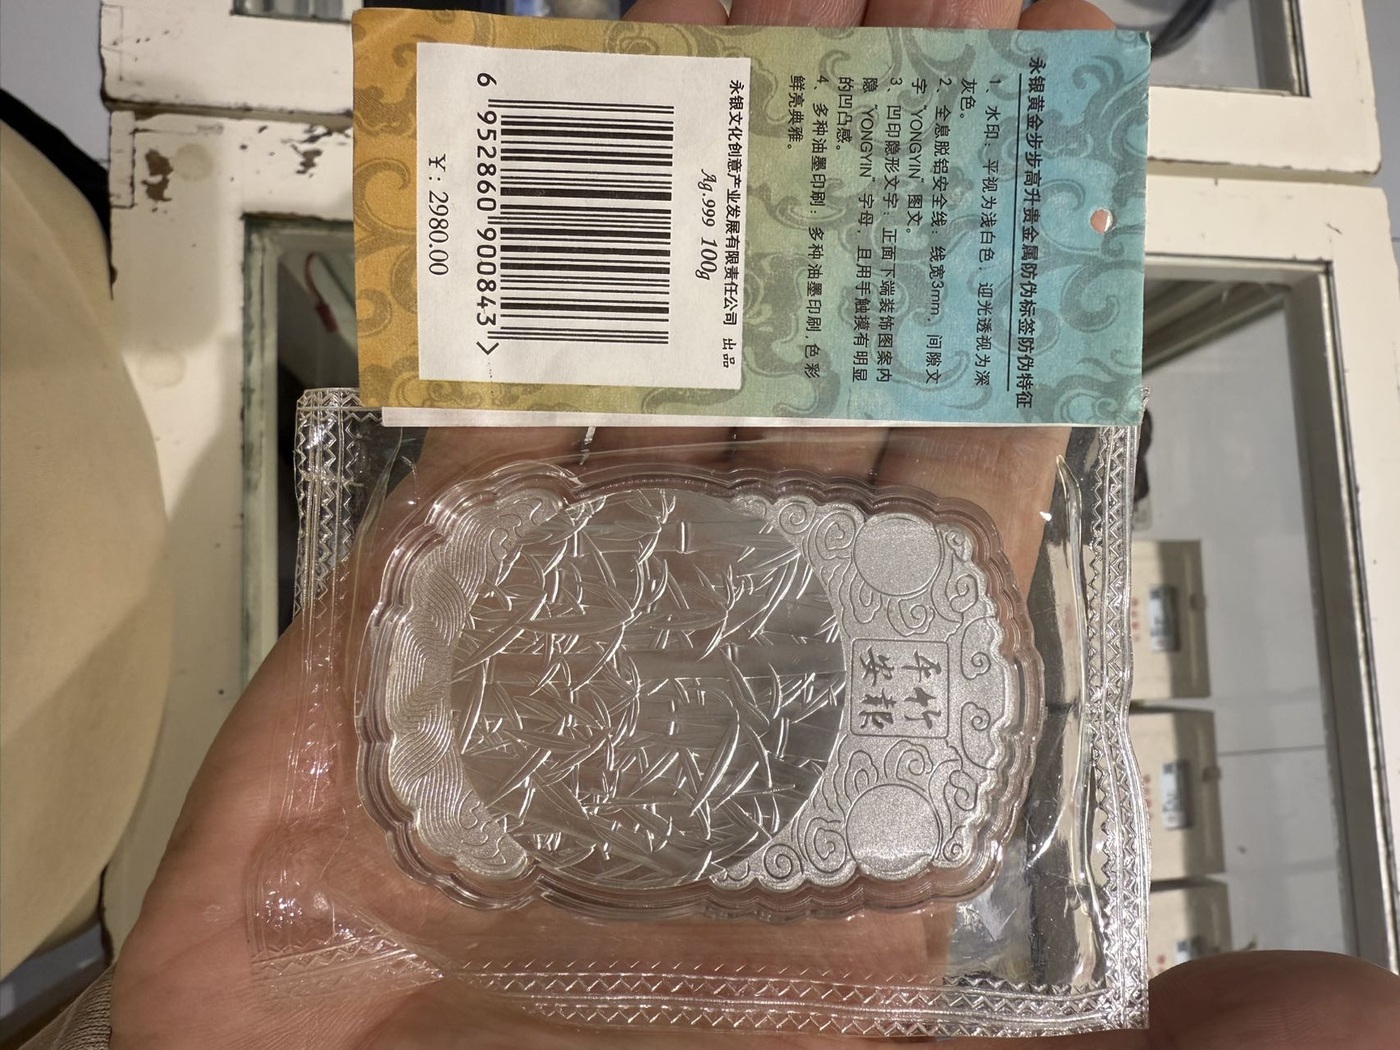 永银黄金步步高升贵金属防伪标签防伪特征
1、水印：平视为浅白色，迎光透视为深
灰色。
2、全息脱铝安全线：线宽3mm，间隙文
字“YONGYIN”图文。
3、凹印隐形文字：正面下端装饰图案内
隐“YONGYIN”字母，且用手触摸有明显
的凹凸感。
4、多种油墨印刷：多种油墨印刷，色彩
鲜亮典雅。
永银文化创意产业发展有限责任公司 出品
Ag.999 100g
6 952860 900843 >
¥: 2980.00
竹报
平安